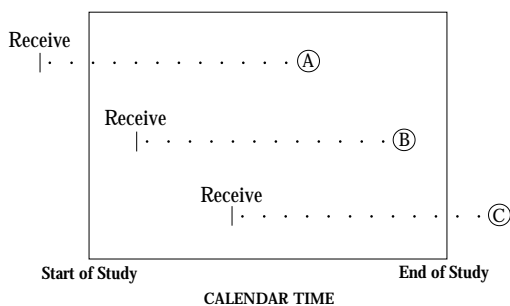 Receive
A
Receive
B
Receive
C
Start of Study End of Study
CALENDAR TIME